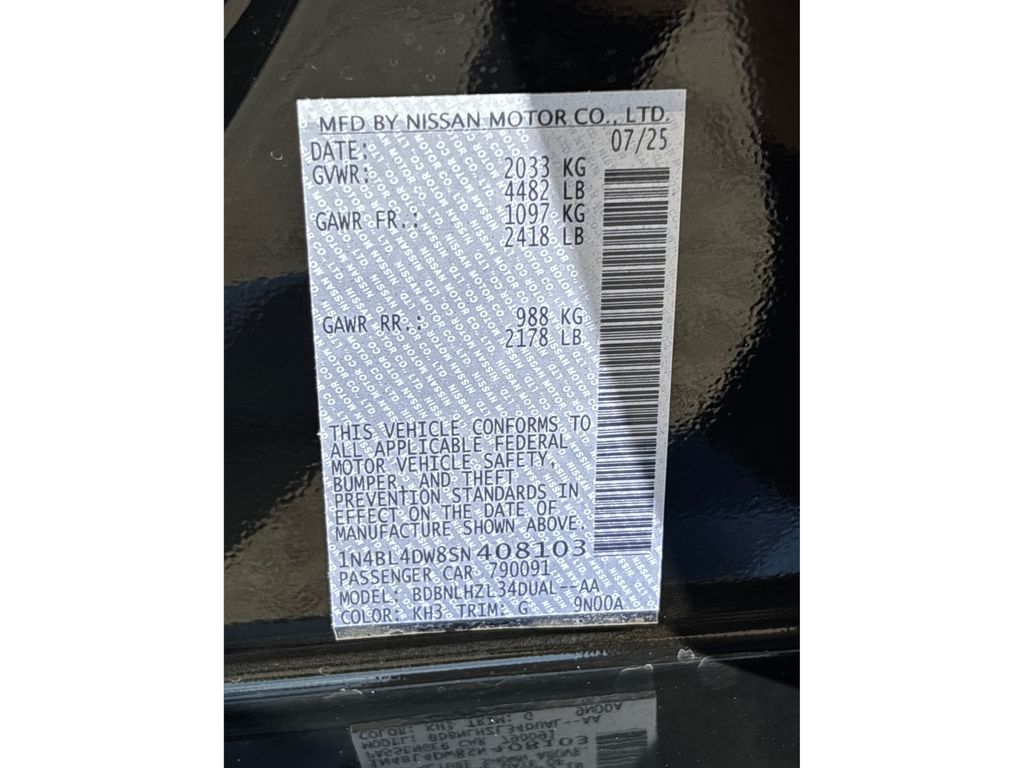 MFD BY NISSAN MOTOR CO., LTD.
DATE: 07/25
GVWR: 2033 KG
4482 LB
GAWR FR.: 1097 KG
2418 LB
GAWR RR.: 988 KG
2178 LB
THIS VEHICLE CONFORMS TO
ALL APPLICABLE FEDERAL
MOTOR VEHICLE SAFETY,
BUMPER, AND THEFT
PREVENTION STANDARDS IN
EFFECT ON THE DATE OF
MANUFACTURE SHOWN ABOVE.
1N4BL4DW8SN408103
PASSENGER CAR 790091
MODEL: BDBNLHZL34DUAL--AA
COLOR: KH3 TRIM: G 9N00A